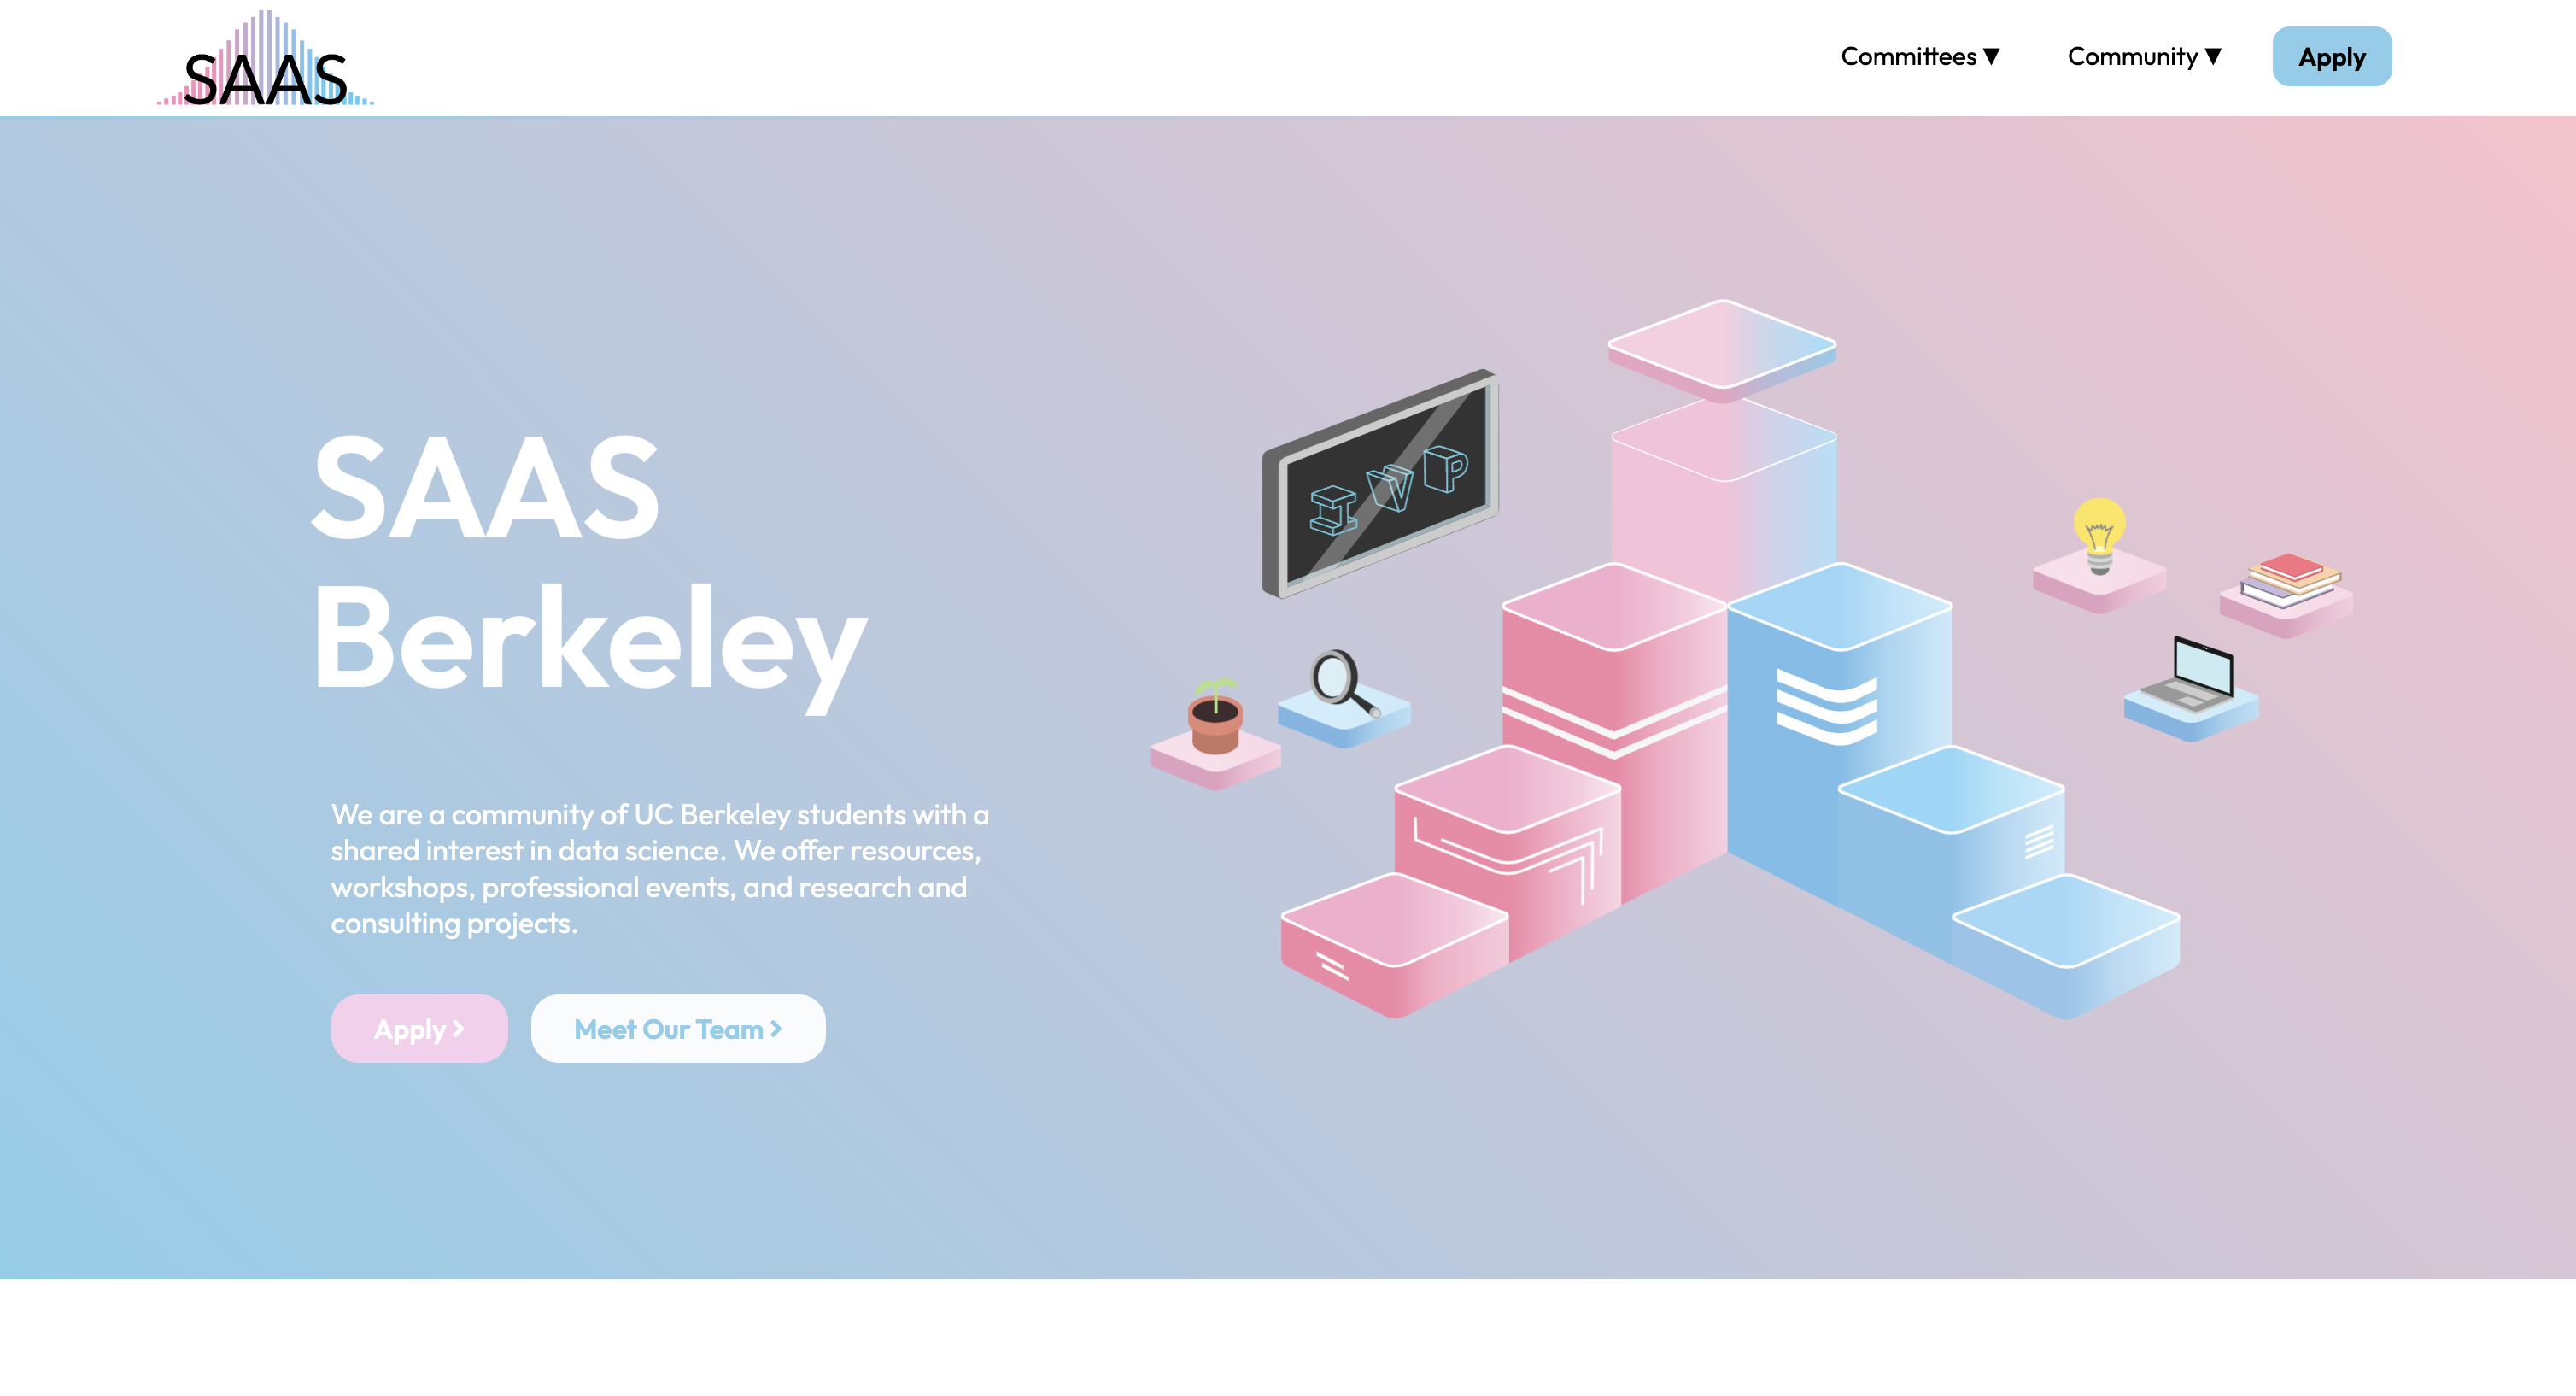 SAAS
Committees ▼
Community ▼
Apply
SAAS
Berkeley
I W P
We are a community of UC Berkeley students with a
shared interest in data science. We offer resources,
workshops, professional events, and research and
consulting projects.
Apply >
Meet Our Team >